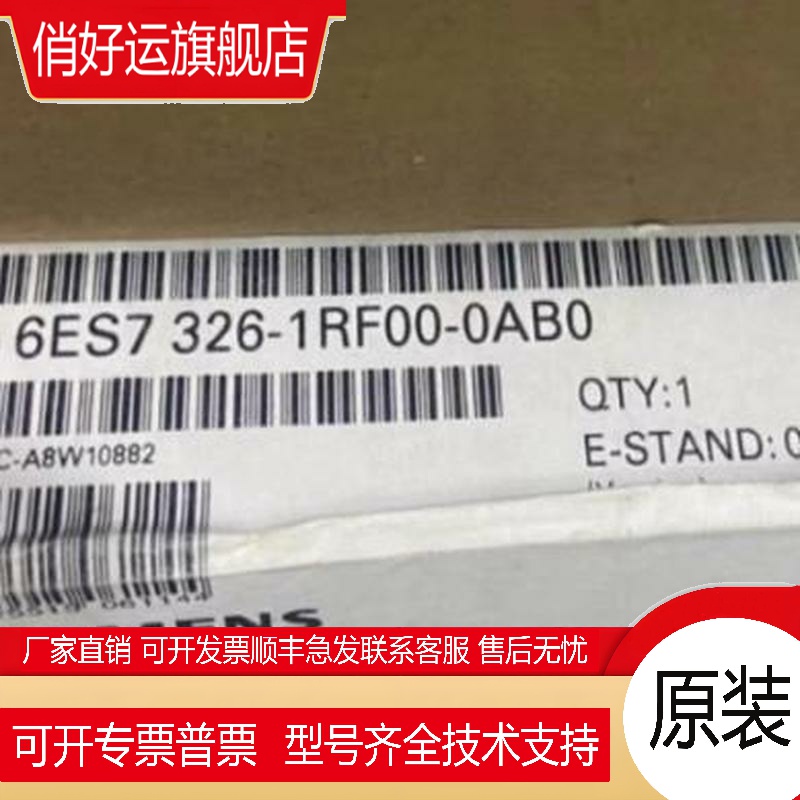 俏好运旗舰店
6ES7 326-1RF00-0AB0
QTY:1
C-A8W10882
E-STAND:0
厂家直销 可开发票顺丰急发联系客服 售后无忧
可开专票普票 型号齐全技术支持
原装